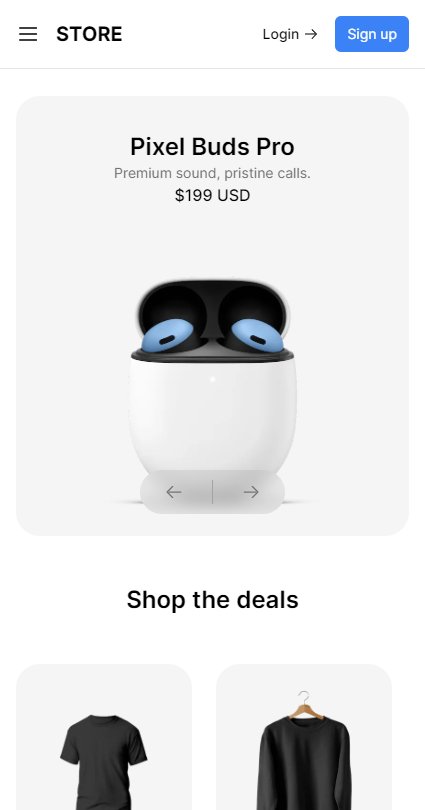 STORE
Login
Sign up
Pixel Buds Pro
Premium sound, pristine calls.
$199 USD
Shop the deals